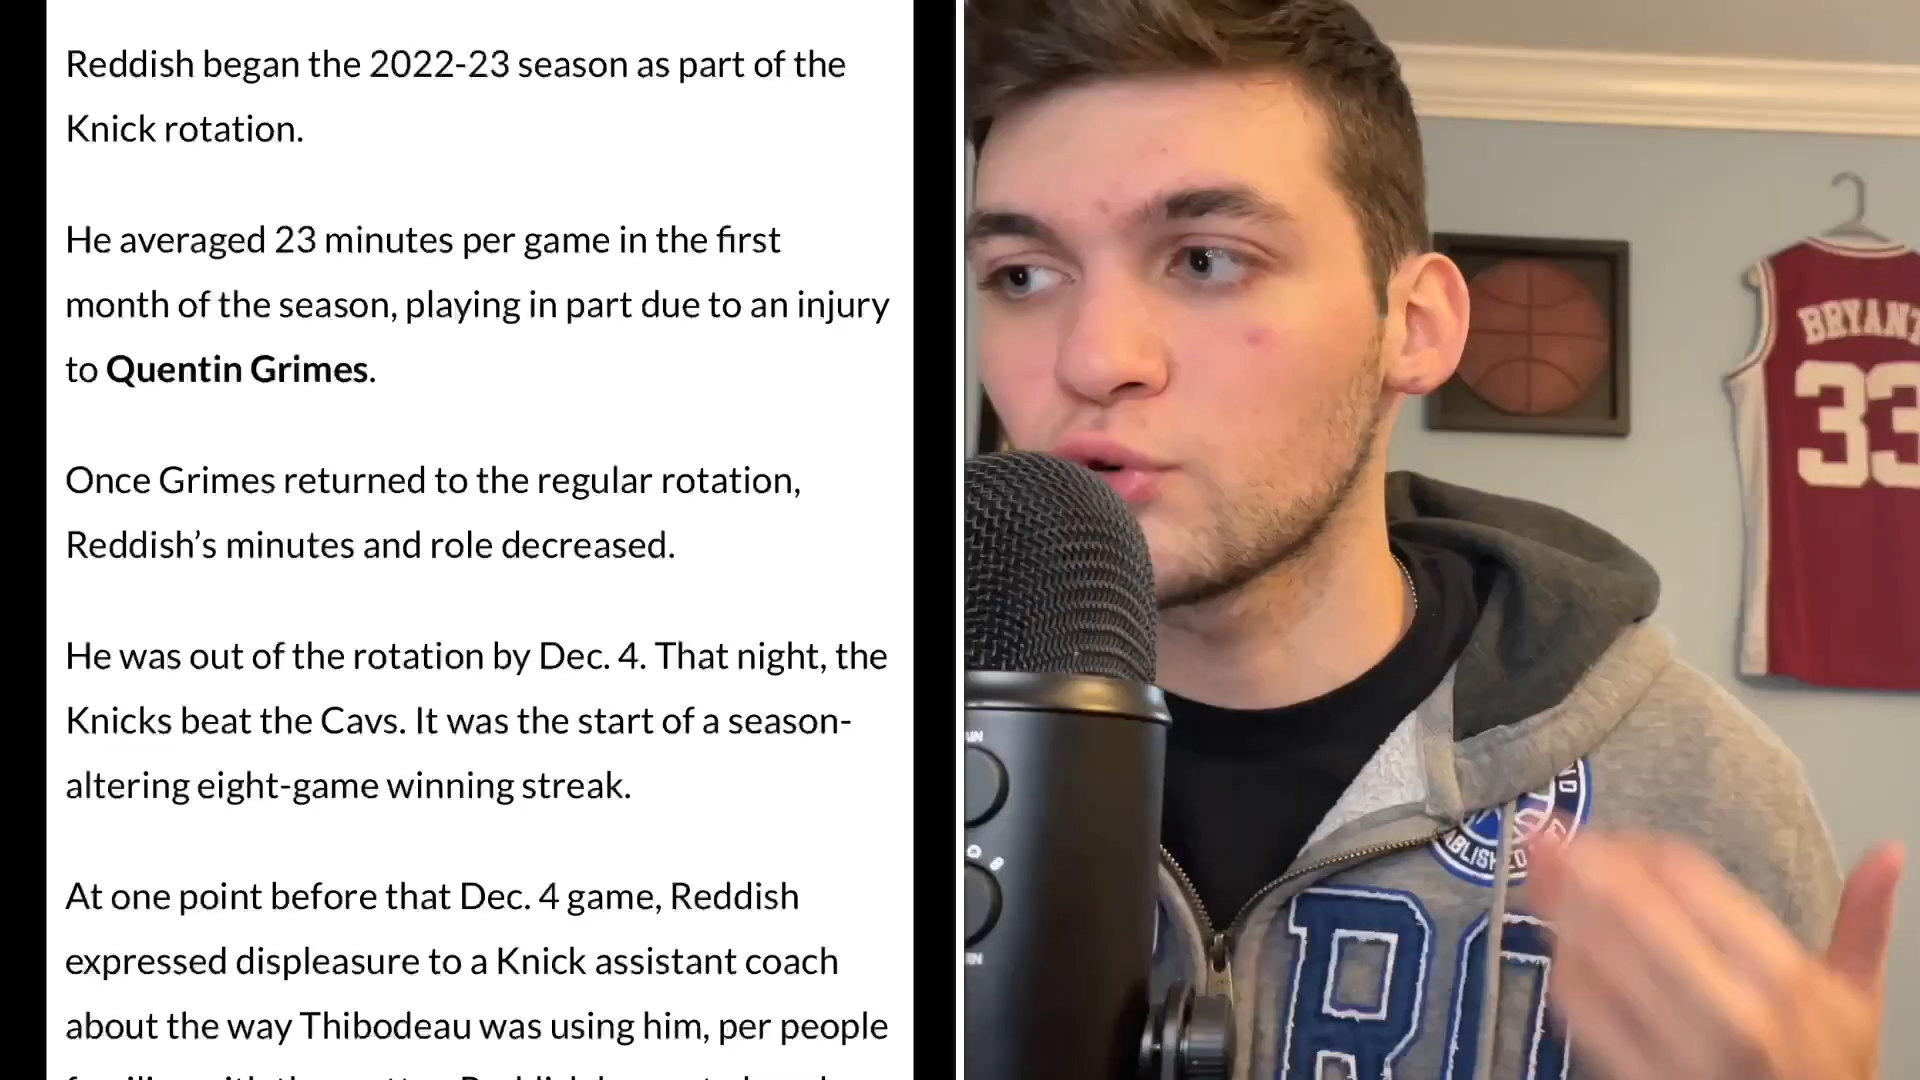 Reddish began the 2022-23 season as part of the
Knick rotation.
He averaged 23 minutes per game in the first
month of the season, playing in part due to an injury
to Quentin Grimes.
Once Grimes returned to the regular rotation,
Reddish’s minutes and role decreased.
He was out of the rotation by Dec. 4. That night, the
Knicks beat the Cavs. It was the start of a season-
altering eight-game winning streak.
At one point before that Dec. 4 game, Reddish
expressed displeasure to a Knick assistant coach
about the way Thibodeau was using him, per people
BRYANT
33